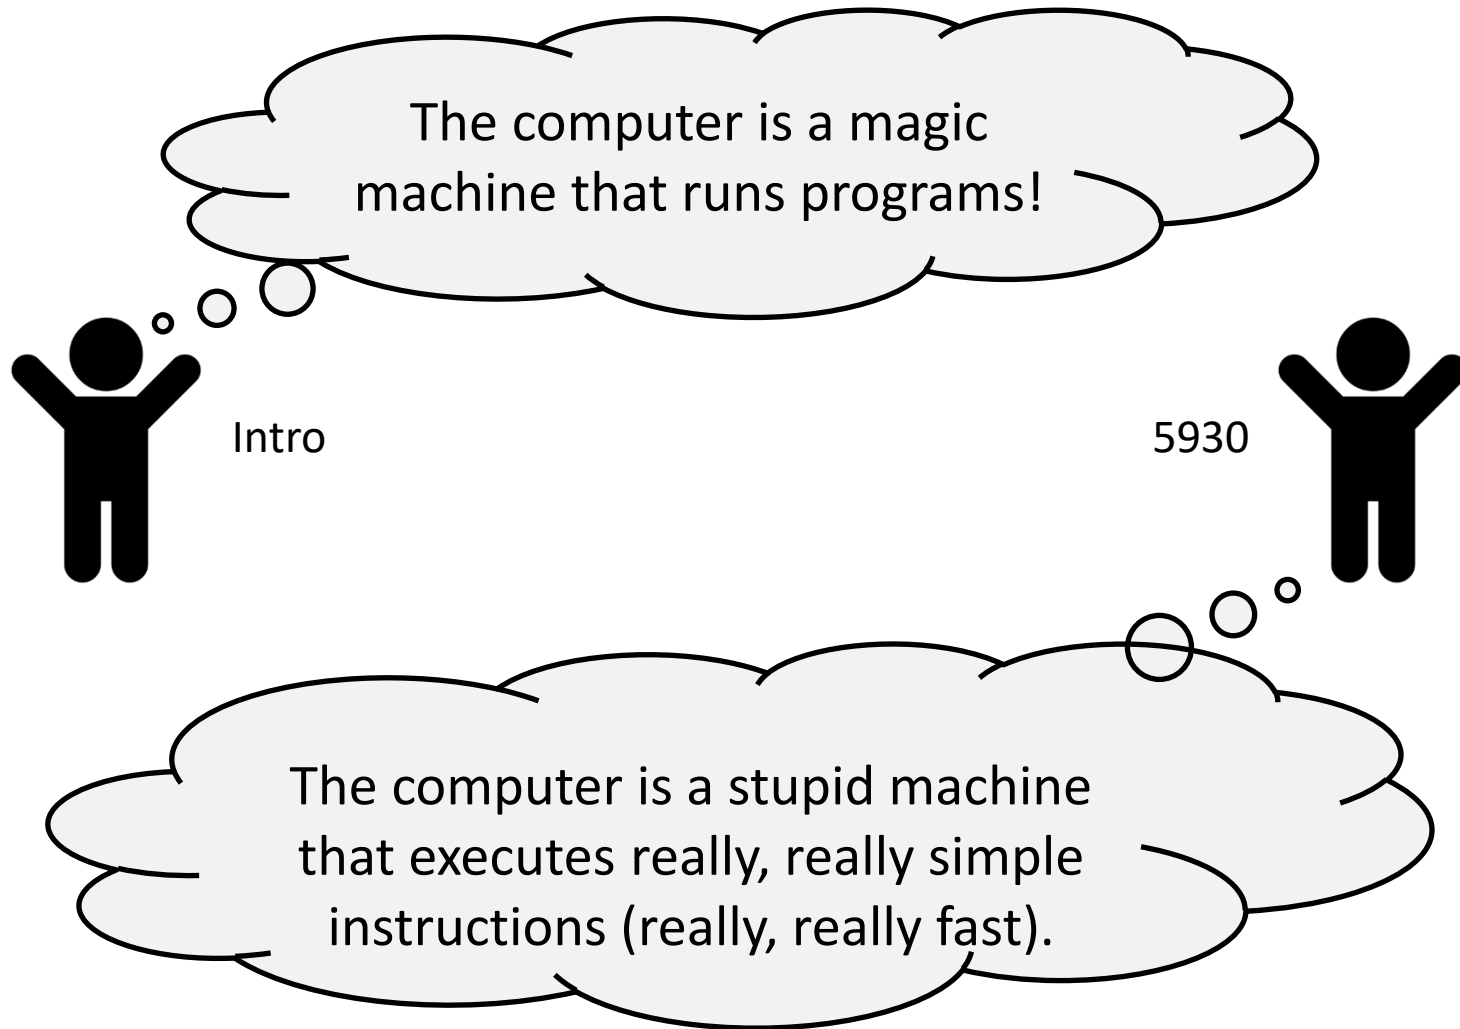 The computer is a magic
machine that runs programs!
Intro
5930
The computer is a stupid machine
that executes really, really simple
instructions (really, really fast).